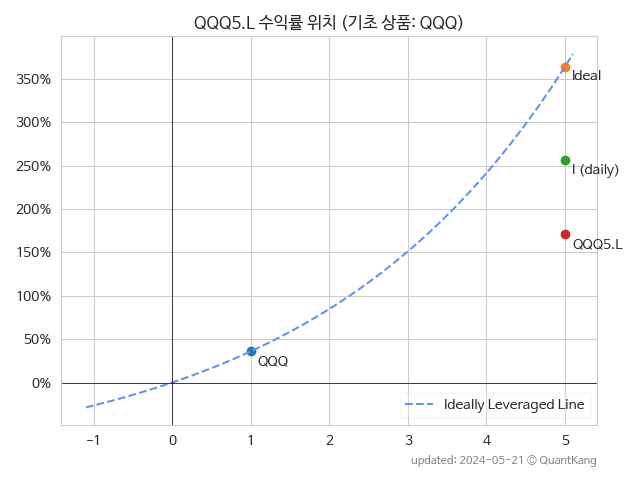 QQQ5.L 수익률 위치 (기초 상품: QQQ)
350%
300%
250%
200%
150%
100%
50%
0%
Ideal
I (daily)
QQQ5.L
QQQ
Ideally Leveraged Line
-1
0
1
2
3
4
5
updated: 2024-05-21 © QuantKang